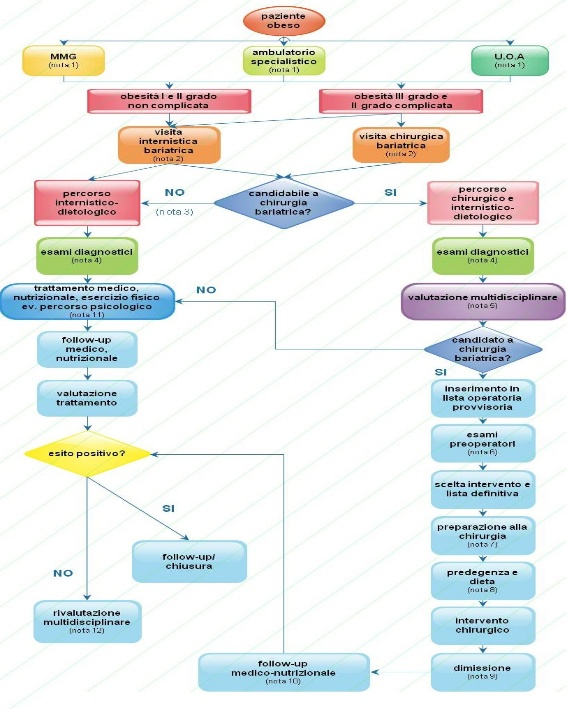 paziente
obeso
MMG
(nota 1)
ambulatorio
specialistico
(nota 1)
U.O.A
(nota 1)
obesità I e II grado
non complicata
obesità III grado e
II grado complicata
visita
internistica
bariatrica
(nota 2)
visita chirurgica
bariatrica
(nota 2)
percorso
internistico-
dietologico
NO
(nota 3)
candidabile a
chirurgia
bariatrica?
SI
percorso
chirurgico e
internistico-
dietologico
esami diagnostici
(nota 4)
esami diagnostici
(nota 4)
trattamento medico,
nutrizionale, esercizio fisico
ev. percorso psicologico
(nota 11)
NO
valutazione multidisciplinare
(nota 5)
follow-up
medico,
nutrizionale
candidato a
chirurgia
bariatrica?
SI
valutazione
trattamento
inserimento in
lista operatoria
provvisoria
esito positivo?
esami
preoperatori
(nota 6)
scelta intervento e
lista definitiva
SI
preparazione alla
chirurgia
(nota 7)
follow-up/
chiusura
NO
predegenza e
dieta
(nota 8)
rivalutazione
multidisciplinare
(nota 12)
intervento
chirurgico
follow-up
medico-nutrizionale
(nota 10)
dimissione
(nota 9)